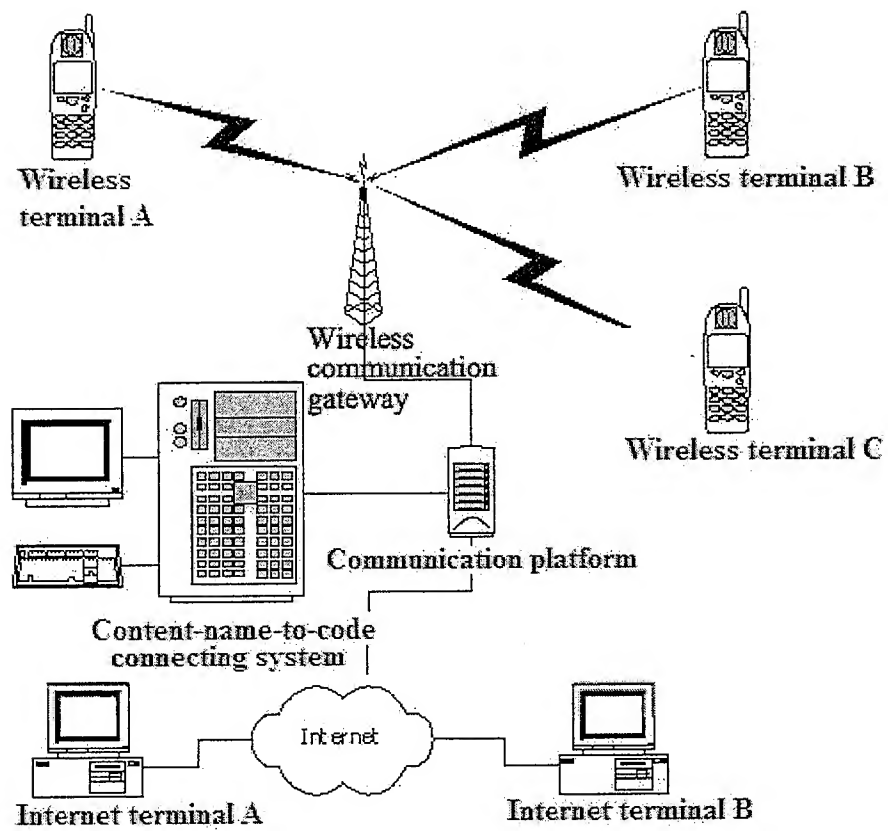 Wireless
terminal A
Wireless terminal B
Wireless
communication
gateway
Wireless terminal C
Communication platform
Content-name-to-code
connecting system
Internet
Internet terminal A
Internet terminal B